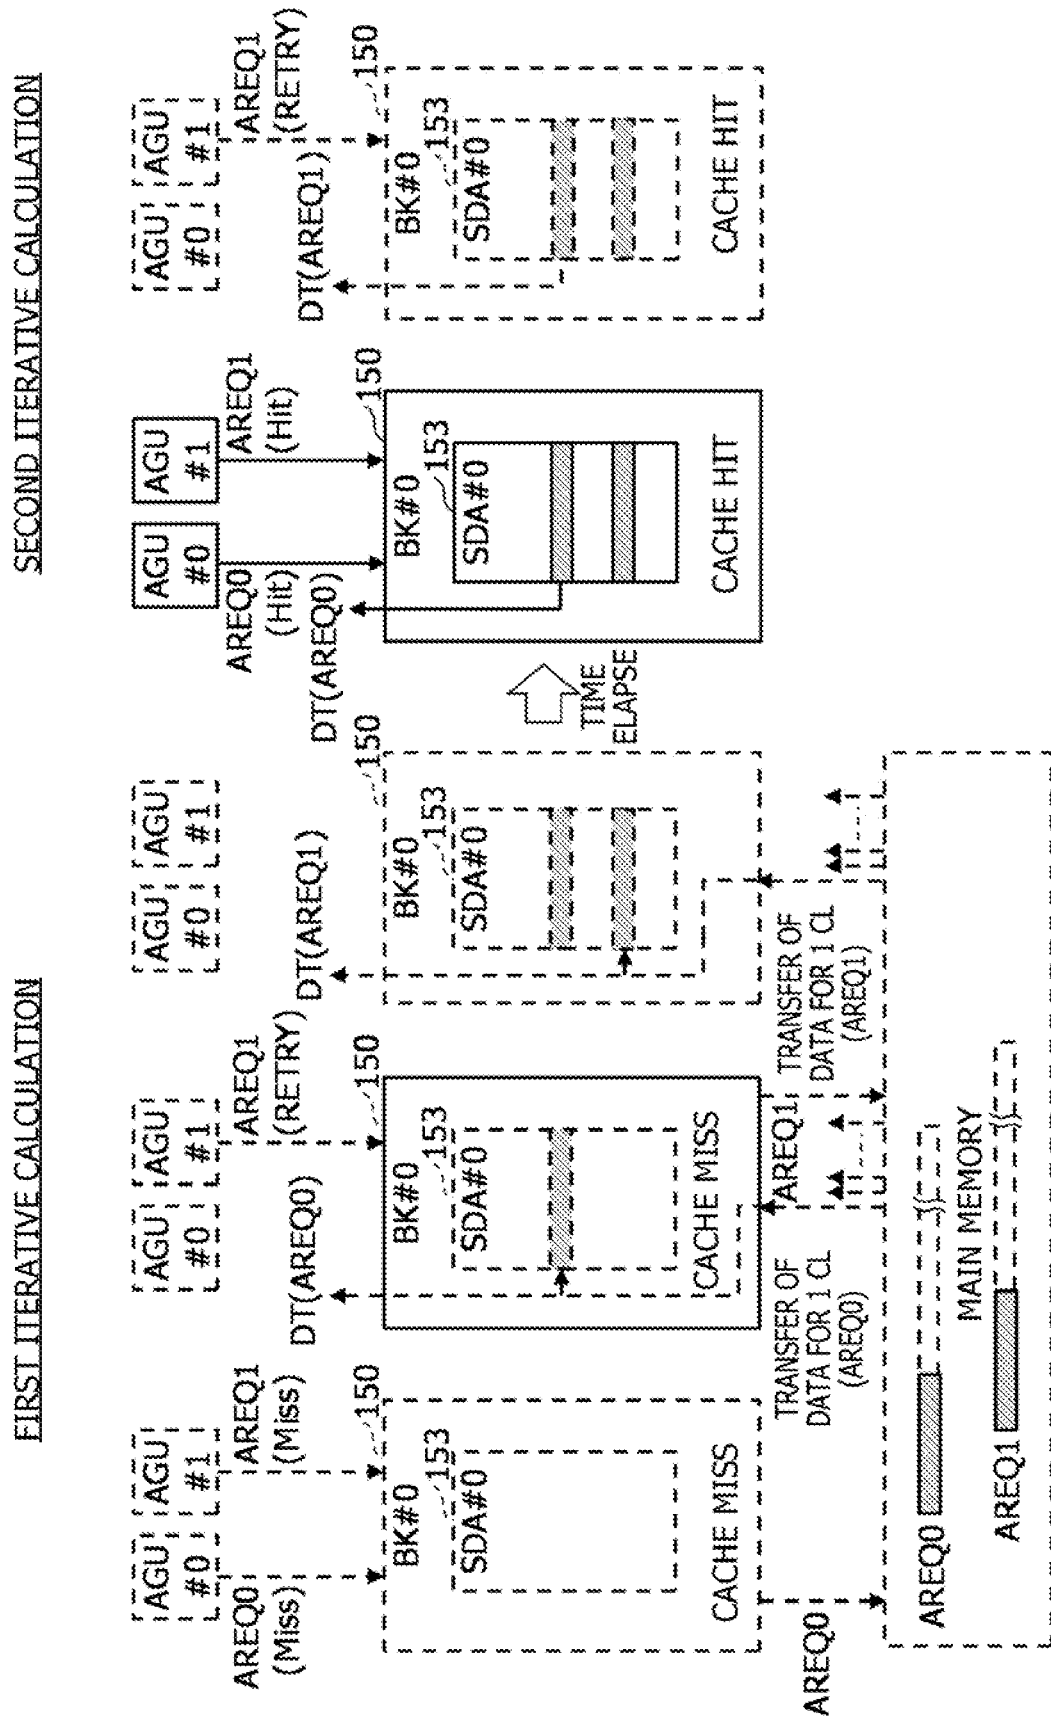 FIRST ITERATIVE CALCULATION
AGU
#0
AGU
#1
AREQ0
(Miss)
AREQ1
(Miss)
150
BK#0
153
SDA#0
CACHE MISS
AREQ0
AGU
#0
AGU
#1
AREQ1
(RETRY)
DT(AREQ0)
150
BK#0
153
SDA#0
CACHE MISS
TRANSFER OF
DATA FOR 1 CL
(AREQ0)
AREQ1
AGU
#0
AGU
#1
DT(AREQ1)
150
BK#0
153
SDA#0
TRANSFER OF
DATA FOR 1 CL
(AREQ1)
AREQ0
MAIN MEMORY
AREQ1
TIME
ELAPSE
SECOND ITERATIVE CALCULATION
AGU
#0
AGU
#1
AREQ0
(Hit)
AREQ1
(Hit)
DT(AREQ0)
150
BK#0
153
SDA#0
CACHE HIT
AGU
#0
AGU
#1
AREQ1
(RETRY)
DT(AREQ1)
150
BK#0
153
SDA#0
CACHE HIT